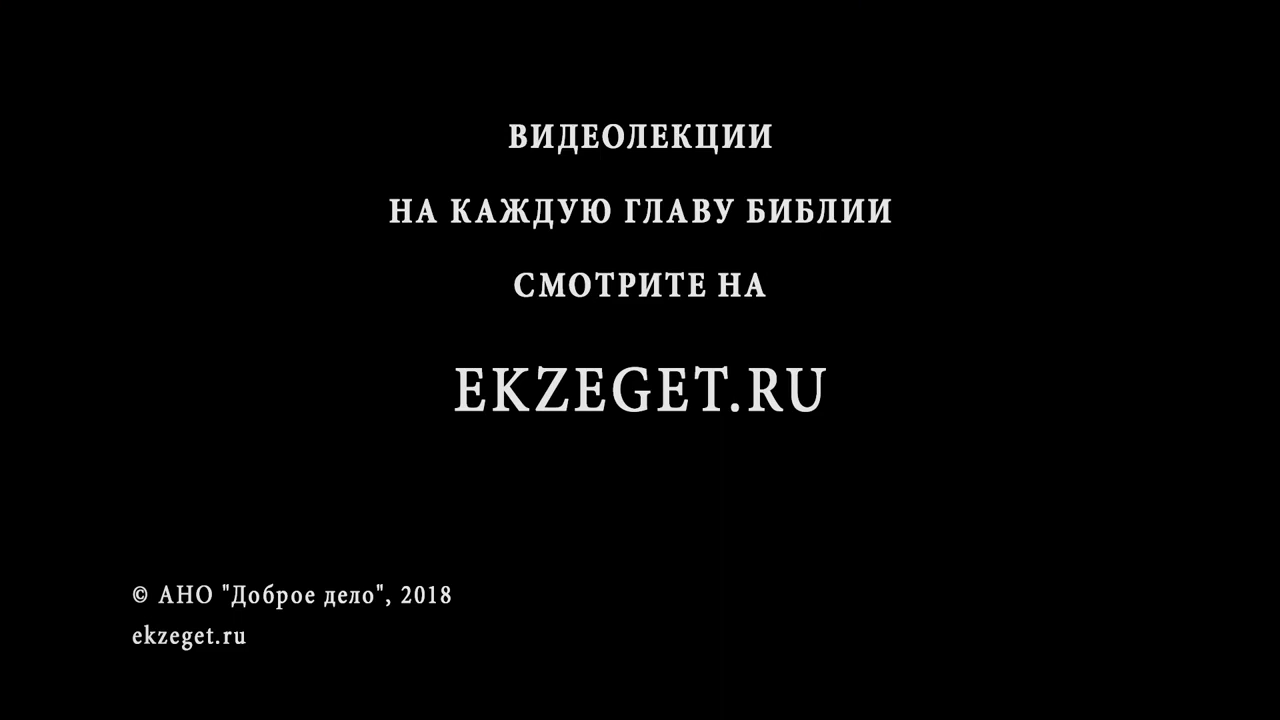 ВИДЕОЛЕКЦИИ
НА КАЖДУЮ ГЛАВУ БИБЛИИ
СМОТРИТЕ НА
EKZEGET.RU
© АНО "Доброе дело", 2018
ekzeget.ru